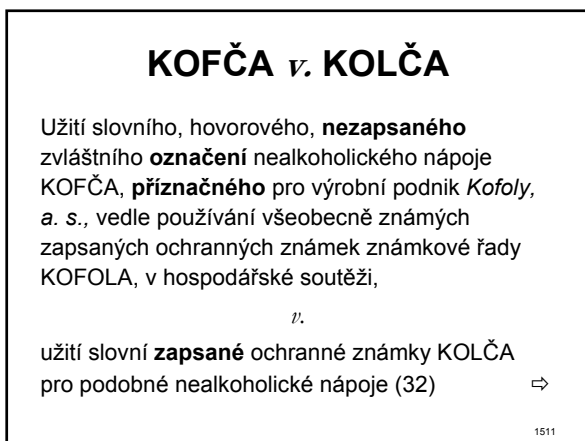 KOFČA v. KOLČA
Užití slovního, hovorového, nezapsaného
zvláštního označení nealkoholického nápoje
KOFČA, příznačného pro výrobní podnik Kofoly,
a. s., vedle používání všeobecně známých
zapsaných ochranných známek známkové řady
KOFOLA, v hospodářské soutěži,
v.
užití slovní zapsané ochranné známky KOLČA
pro podobné nealkoholické nápoje (32) ⇨
1511